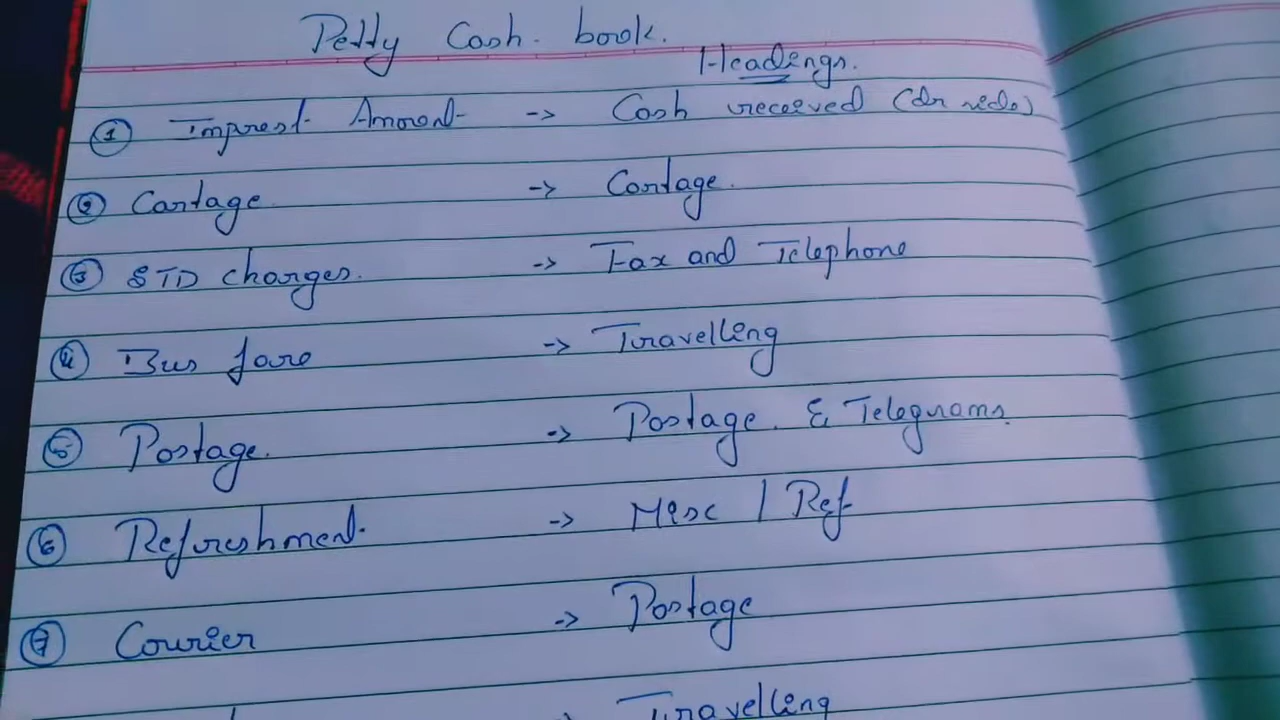 Petty Cash book.
Headings.
① Imprest Amount → Cash received (dr side)
② Cartage → Cartage.
③ STD charges. → Fax and Telephone
④ Bus fare → Travelling
⑤ Postage. → Postage. & Telegrams.
⑥ Refreshment. → Misc / Ref.
⑦ Courier → Postage
→ Travelling